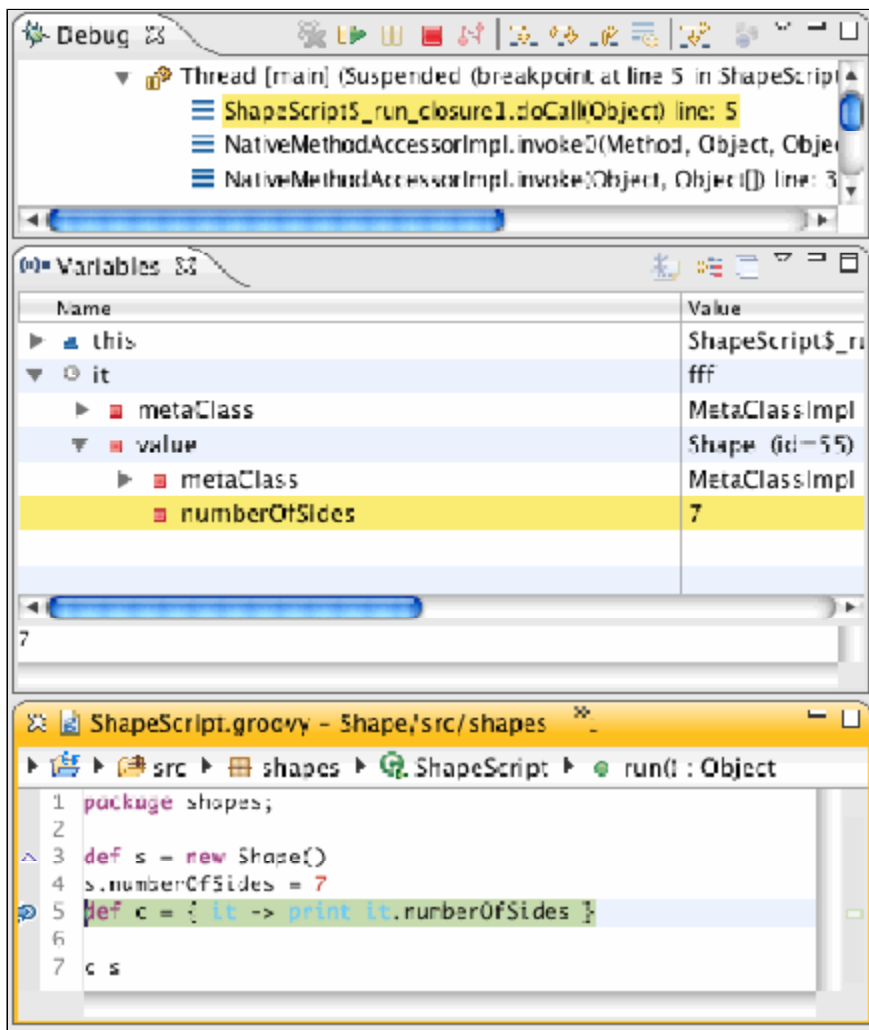 Debug
Thread [main] (Suspended (breakpoint at line 5 in ShapeScript
ShapeScript$_run_closure1.doCall(Object) line: 5
NativeMethodAccessorImpl.invoke0(Method, Object, Objec
NativeMethodAccessorImpl.invoke(Object, Object[]) line: 3
(x)= Variables
Name Value
this ShapeScript$_ru
it fff
metaClass MetaClassImpl
value Shape (id=55)
metaClass MetaClassImpl
numberOfSides 7
7
ShapeScript.groovy - Shape/src/shapes
src shapes ShapeScript run() : Object
1 package shapes;
2
3 def s = new Shape()
4 s.numberOfSides = 7
5 def c = { it -> print it.numberOfSides }
6
7 c s